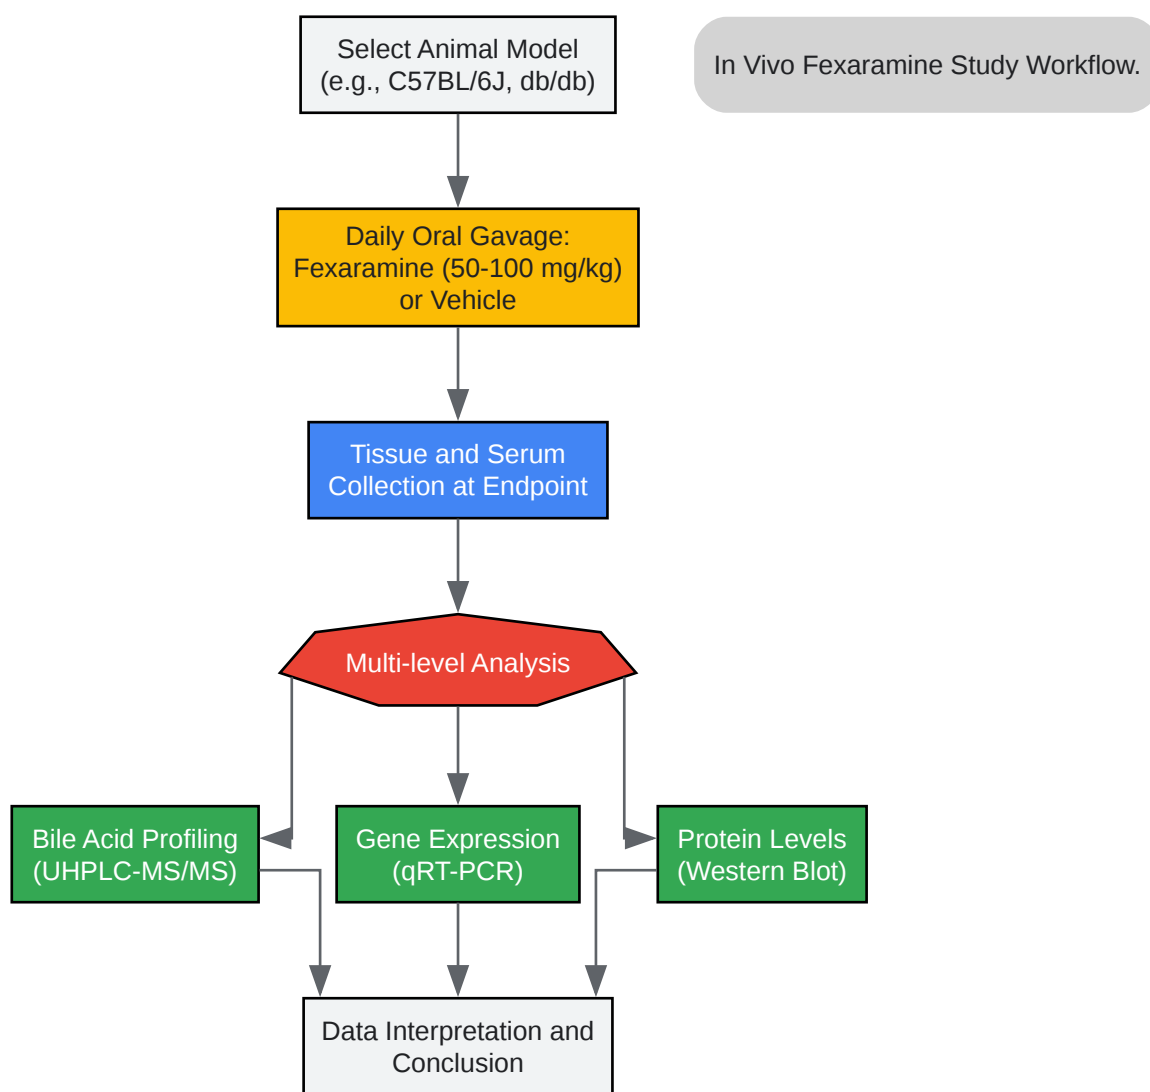 Select Animal Model
(e.g., C57BL/6J, db/db)
In Vivo Fexaramine Study Workflow.
Daily Oral Gavage:
Fexaramine (50-100 mg/kg)
or Vehicle
Tissue and Serum
Collection at Endpoint
Multi-level Analysis
Bile Acid Profiling
(UHPLC-MS/MS)
Gene Expression
(qRT-PCR)
Protein Levels
(Western Blot)
Data Interpretation and
Conclusion